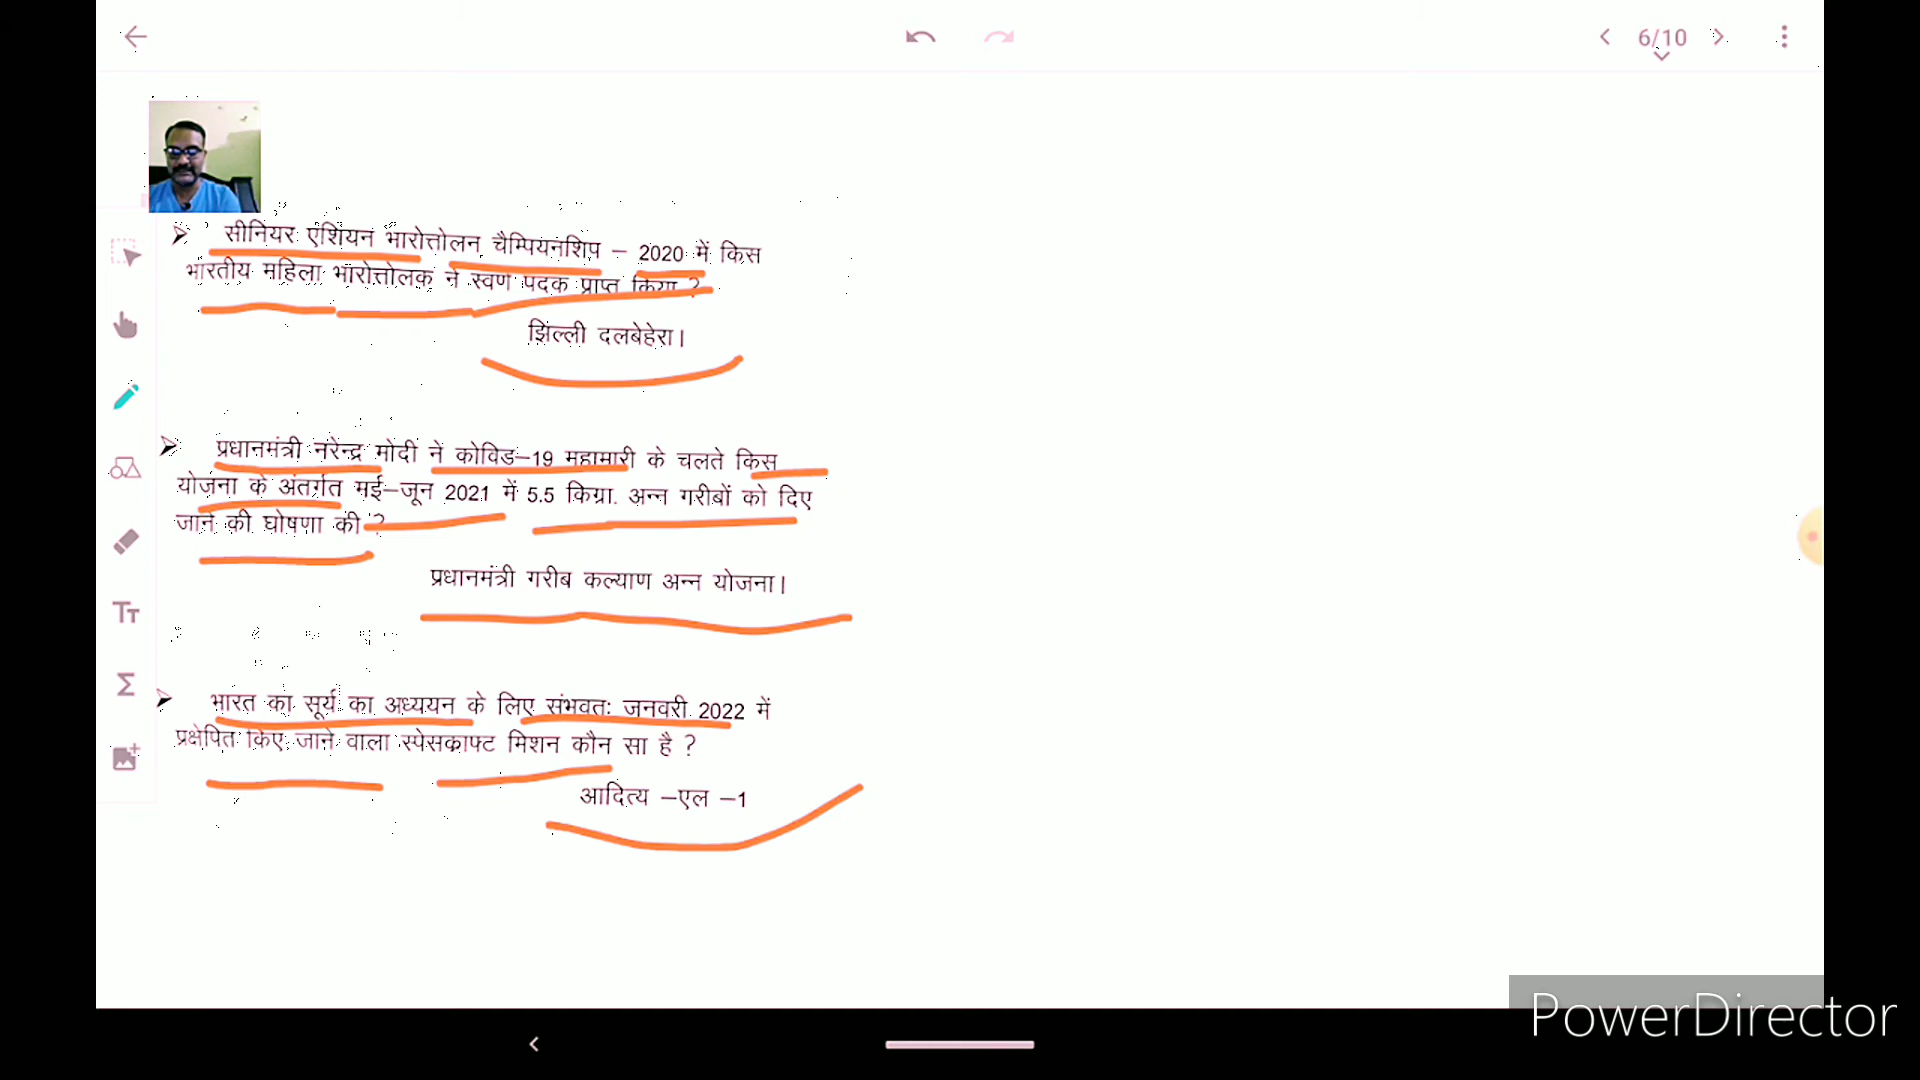 6/10
सीनियर एशियन भारोत्तोलन चैम्पियनशिप – 2020 में किस
भारतीय महिला भारोत्तोलक ने स्वर्ण पदक प्राप्त किया ?
झिल्ली दलबेहेरा।
प्रधानमंत्री नरेन्द्र मोदी ने कोविड–19 महामारी के चलते किस
योजना के अंतर्गत मई–जून 2021 में 5.5 किग्रा. अन्न गरीबों को दिए
जाने की घोषणा की ?
प्रधानमंत्री गरीब कल्याण अन्न योजना।
भारत का सूर्य का अध्ययन के लिए संभवतः जनवरी 2022 में
प्रक्षेपित किए जाने वाला स्पेसक्राफ्ट मिशन कौन सा है ?
आदित्य –एल –1
TT
Σ
PowerDirector